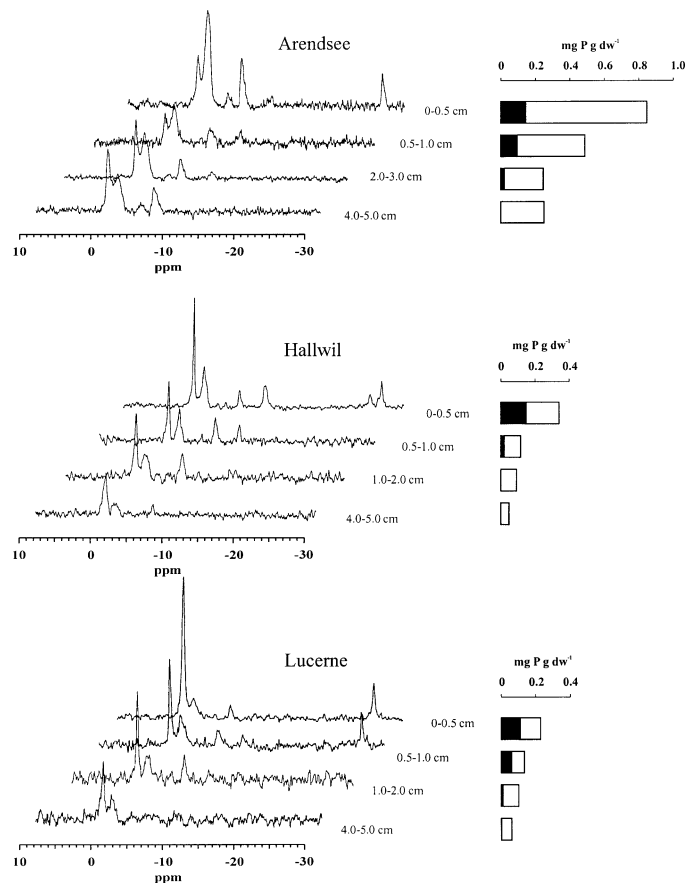 Arendsee
mg P g dw⁻¹
0 0.2 0.4 0.6 0.8 1.0
0-0.5 cm
0.5-1.0 cm
2.0-3.0 cm
4.0-5.0 cm
10 0 -10 -20 -30
ppm
Hallwil
mg P g dw⁻¹
0 0.2 0.4
0-0.5 cm
0.5-1.0 cm
1.0-2.0 cm
4.0-5.0 cm
10 0 -10 -20 -30
ppm
Lucerne
mg P g dw⁻¹
0 0.2 0.4
0-0.5 cm
0.5-1.0 cm
1.0-2.0 cm
4.0-5.0 cm
10 0 -10 -20 -30
ppm